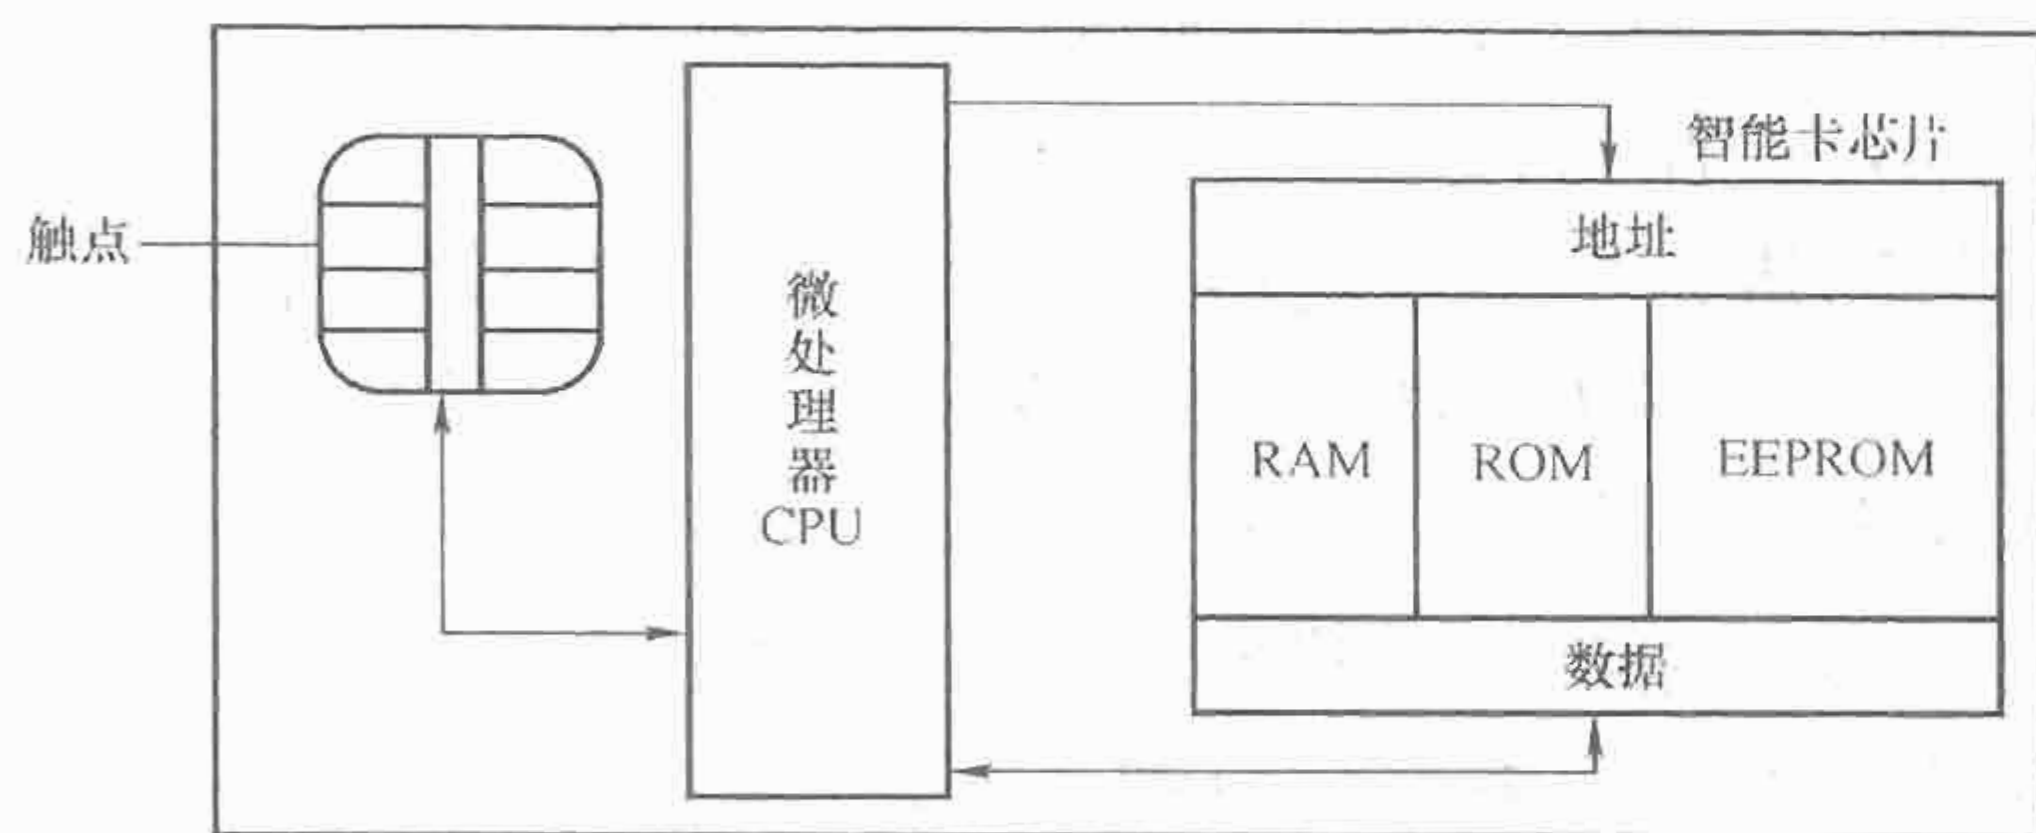 智能卡芯片
触点
地址
微
处
理
器
CPU
RAM
ROM
EEPROM
数据